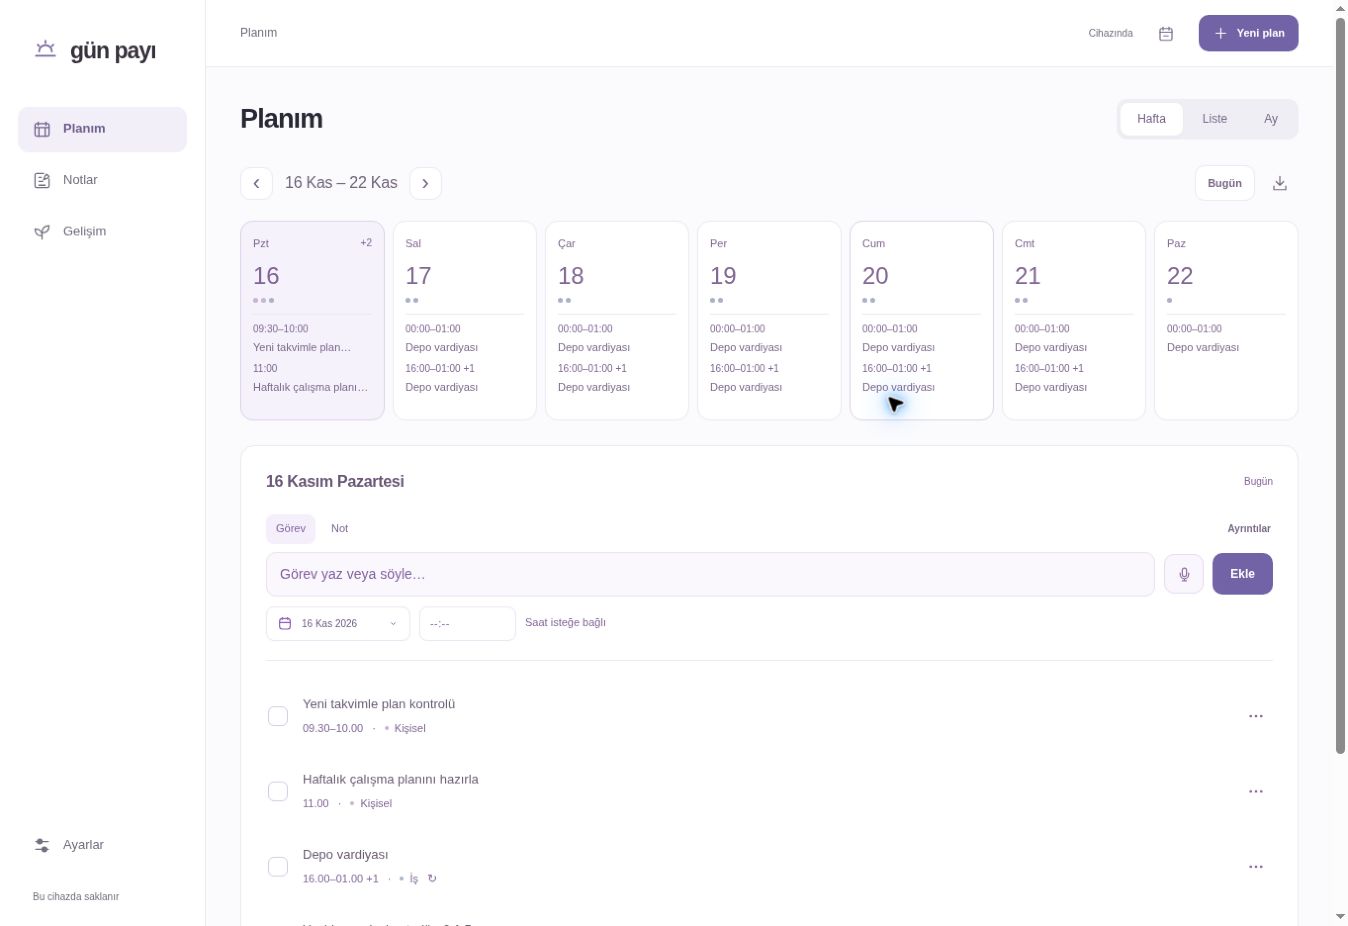 gün payı
Planım
Notlar
Gelişim
Ayarlar
Bu cihazda saklanır
Planım
Cihazında
Yeni plan
Planım
Hafta
Liste
Ay
16 Kas – 22 Kas
Bugün
Pzt
+2
16
09:30–10:00
Yeni takvimle plan…
11:00
Haftalık çalışma planı…
Sal
17
00:00–01:00
Depo vardiyası
16:00–01:00 +1
Depo vardiyası
Çar
18
00:00–01:00
Depo vardiyası
16:00–01:00 +1
Depo vardiyası
Per
19
00:00–01:00
Depo vardiyası
16:00–01:00 +1
Depo vardiyası
Cum
20
00:00–01:00
Depo vardiyası
16:00–01:00 +1
Depo vardiyası
Cmt
21
00:00–01:00
Depo vardiyası
16:00–01:00 +1
Depo vardiyası
Paz
22
00:00–01:00
Depo vardiyası
16 Kasım Pazartesi
Bugün
Görev
Not
Ayrıntılar
Görev yaz veya söyle…
Ekle
16 Kas 2026
--:--
Saat isteğe bağlı
Yeni takvimle plan kontrolü
09.30–10.00 · Kişisel
Haftalık çalışma planını hazırla
11.00 · Kişisel
Depo vardiyası
16.00–01.00 +1 · İş ↻